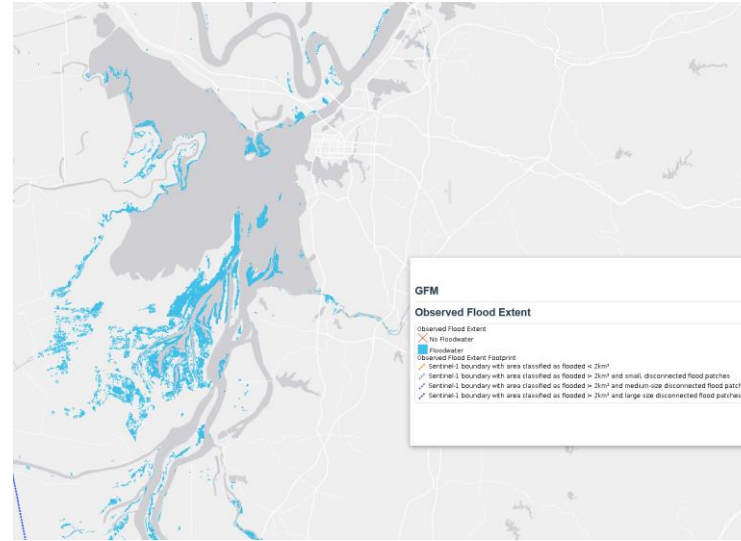 GFM
Observed Flood Extent
Observed Flood Extent
No Floodwater
Floodwater
Observed Flood Extent Footprint
Sentinel-1 boundary with area classified as flooded < 2km²
Sentinel-1 boundary with area classified as flooded > 2km² and small, disconnected flood patches
Sentinel-1 boundary with area classified as flooded > 2km² and medium-size disconnected flood patch
Sentinel-1 boundary with area classified as flooded > 2km² and large size disconnected flood patches